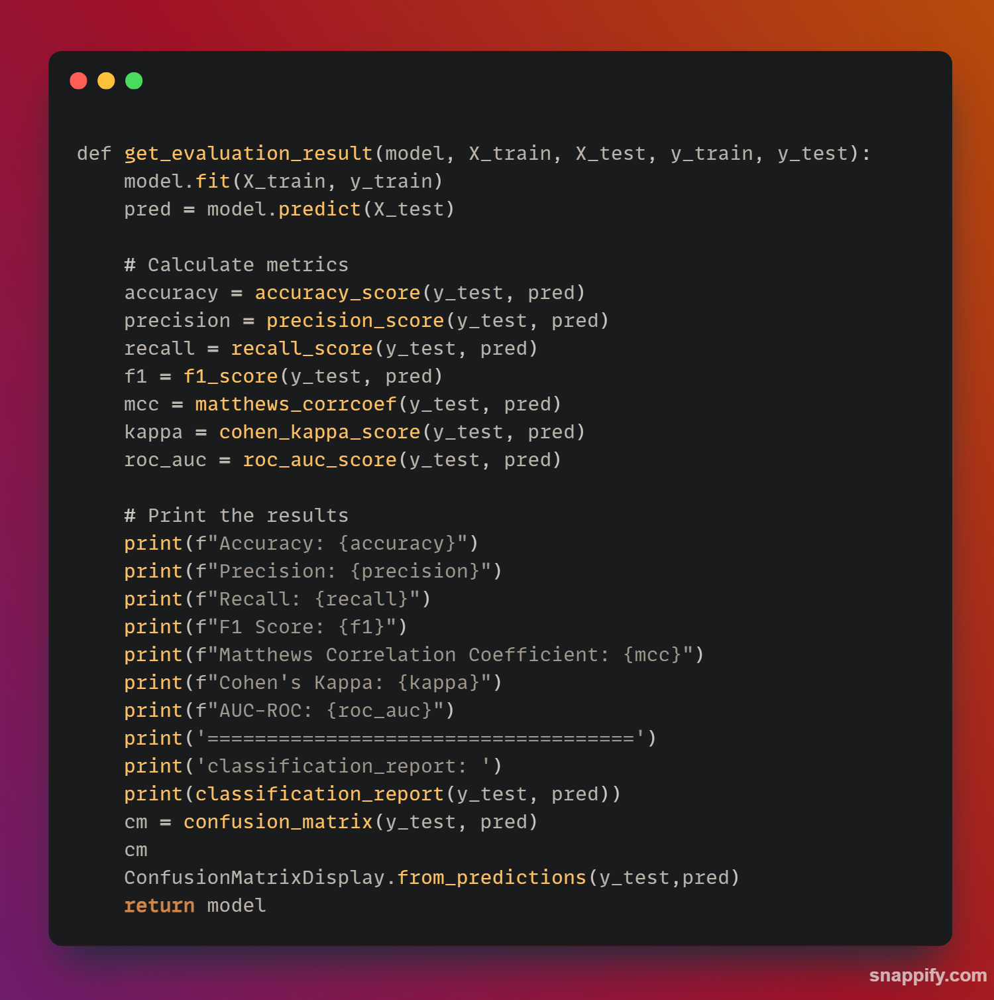 def get_evaluation_result(model, X_train, X_test, y_train, y_test):
    model.fit(X_train, y_train)
    pred = model.predict(X_test)

    # Calculate metrics
    accuracy = accuracy_score(y_test, pred)
    precision = precision_score(y_test, pred)
    recall = recall_score(y_test, pred)
    f1 = f1_score(y_test, pred)
    mcc = matthews_corrcoef(y_test, pred)
    kappa = cohen_kappa_score(y_test, pred)
    roc_auc = roc_auc_score(y_test, pred)

    # Print the results
    print(f"Accuracy: {accuracy}")
    print(f"Precision: {precision}")
    print(f"Recall: {recall}")
    print(f"F1 Score: {f1}")
    print(f"Matthews Correlation Coefficient: {mcc}")
    print(f"Cohen's Kappa: {kappa}")
    print(f"AUC-ROC: {roc_auc}")
    print('====================================')
    print('classification_report: ')
    print(classification_report(y_test, pred))
    cm = confusion_matrix(y_test, pred)
    cm
    ConfusionMatrixDisplay.from_predictions(y_test,pred)
    return model
snappify.com